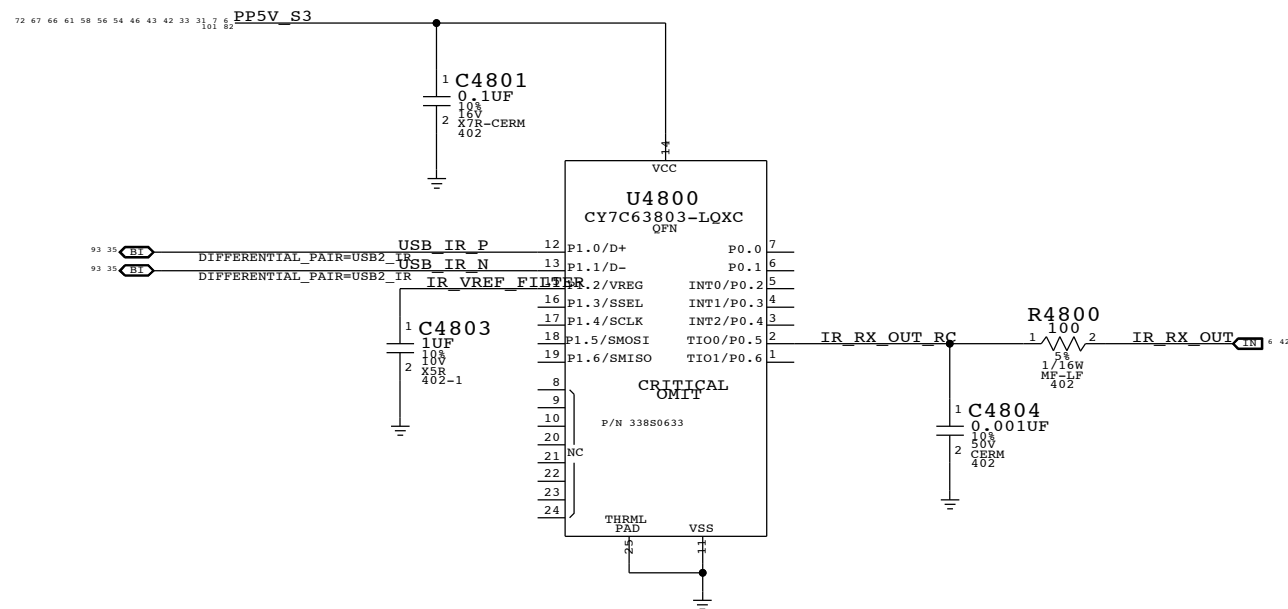 72 67 66 61 58 56 54 46 43 42 33 31 7 6 PP5V_S3
101 82
1 C4801
0.1UF
10%
16V
2 X7R-CERM
402
14
VCC
U4800
CY7C63803-LQXC
QFN
93 35 BI USB_IR_P 12 P1.0/D+ P0.0 7
DIFFERENTIAL_PAIR=USB2_IR
93 35 BI USB_IR_N 13 P1.1/D- P0.1 6
DIFFERENTIAL_PAIR=USB2_IR
IR_VREF_FILTER 15 P1.2/VREG INT0/P0.2 5
16 P1.3/SSEL INT1/P0.3 4
17 P1.4/SCLK INT2/P0.4 3
18 P1.5/SMOSI TIO0/P0.5 2 IR_RX_OUT_RC
19 P1.6/SMISO TIO1/P0.6 1
1 C4803
1UF
10%
10V
2 X5R
402-1
R4800
100
1 2 IR_RX_OUT IN 6 42
5%
1/16W
MF-LF
402
8
9
10
20
21
22
23
24
NC
CRITICAL
OMIT
P/N 338S0633
1 C4804
0.001UF
10%
50V
2 CERM
402
THRML
PAD VSS
25 11